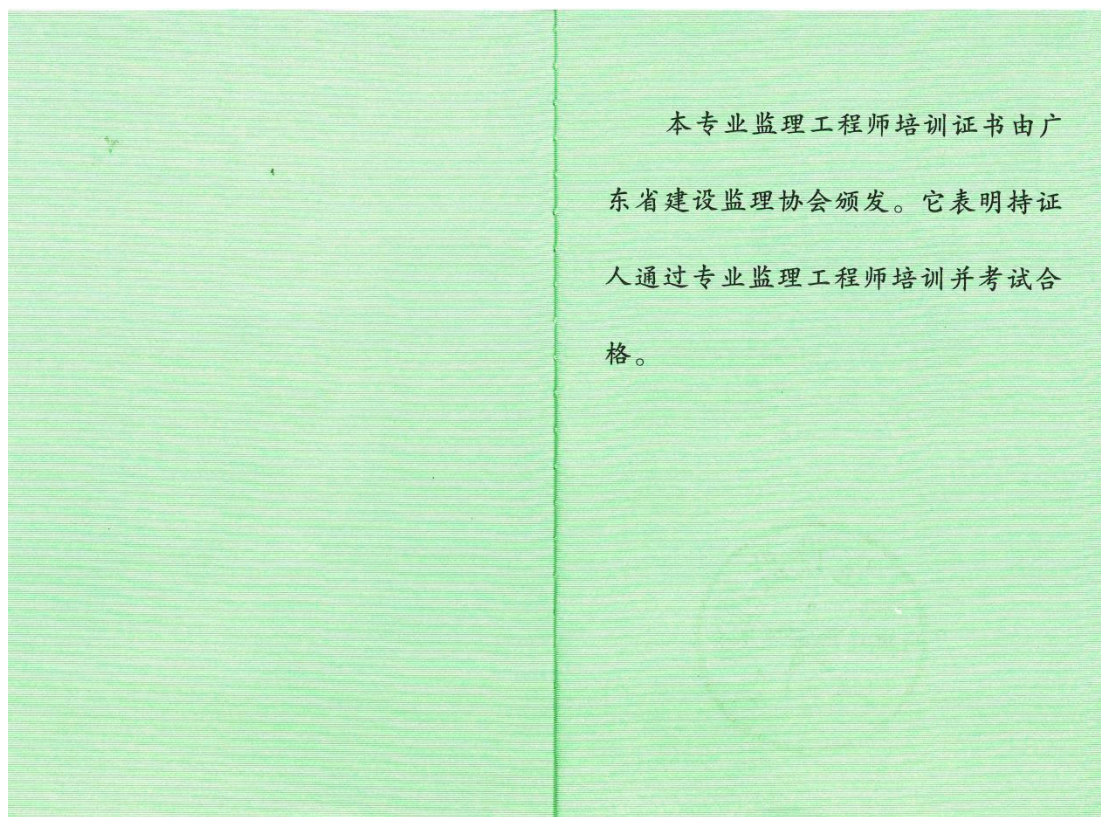 本专业监理工程师培训证书由广
东省建设监理协会颁发。它表明持证
人通过专业监理工程师培训并考试合
格。